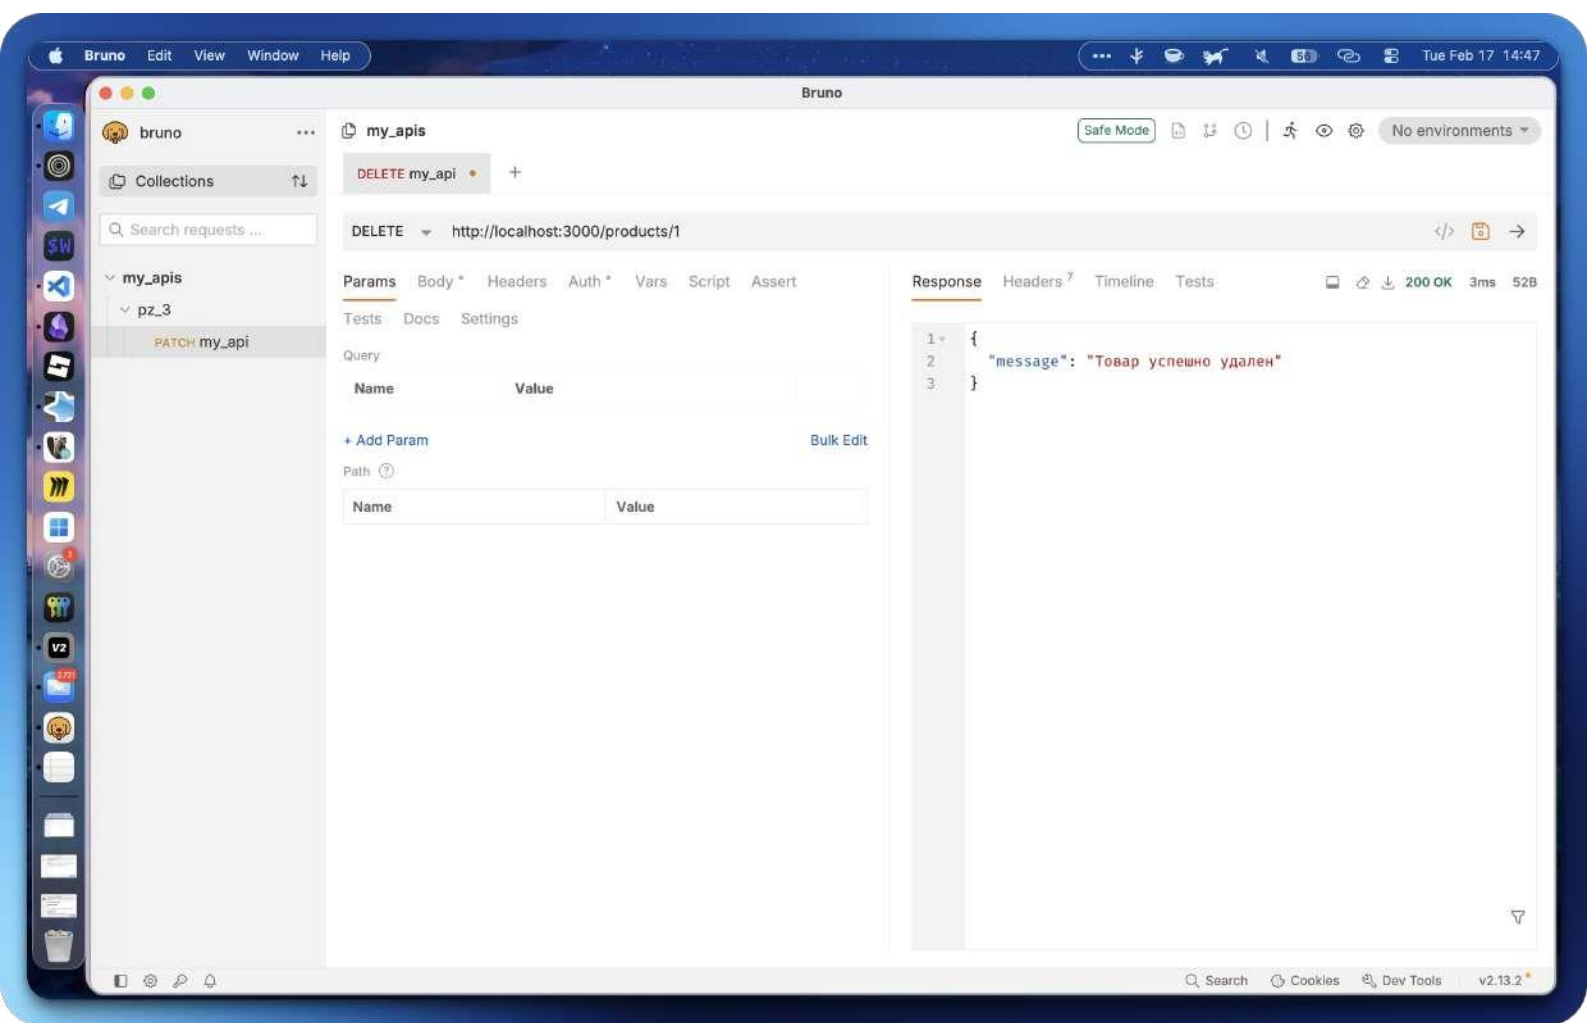 Bruno Edit View Window Help
Tue Feb 17 14:47
Bruno
bruno
my_apis
Safe Mode
No environments
Collections
DELETE my_api
Search requests ...
DELETE http://localhost:3000/products/1
my_apis
pz_3
PATCH my_api
Params Body Headers Auth Vars Script Assert
Tests Docs Settings
Query
Name Value
+ Add Param Bulk Edit
Path
Name Value
Response Headers 7 Timeline Tests
200 OK 3ms 52B
1 {
2 "message": "Товар успешно удален"
3 }
V2
Search Cookies Dev Tools v2.13.2